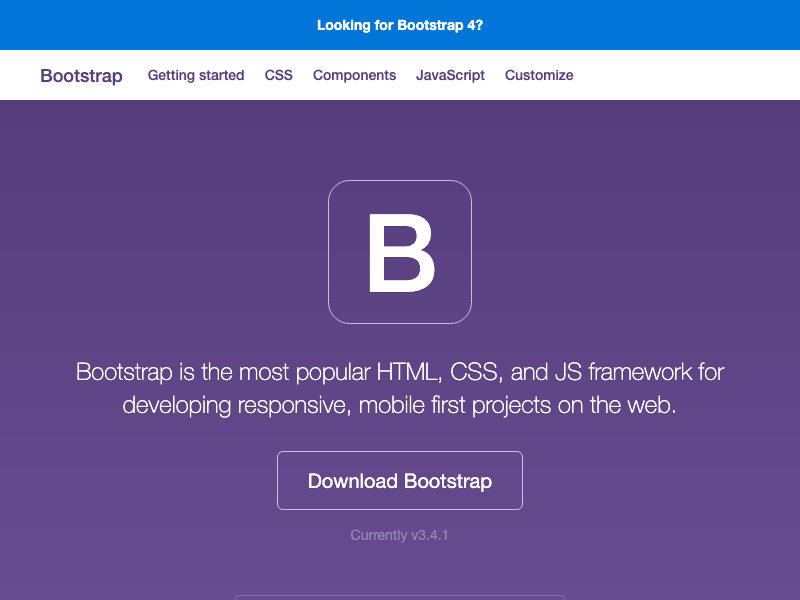 Looking for Bootstrap 4?
Bootstrap Getting started CSS Components JavaScript Customize
B
Bootstrap is the most popular HTML, CSS, and JS framework for
developing responsive, mobile first projects on the web.
Download Bootstrap
Currently v3.4.1